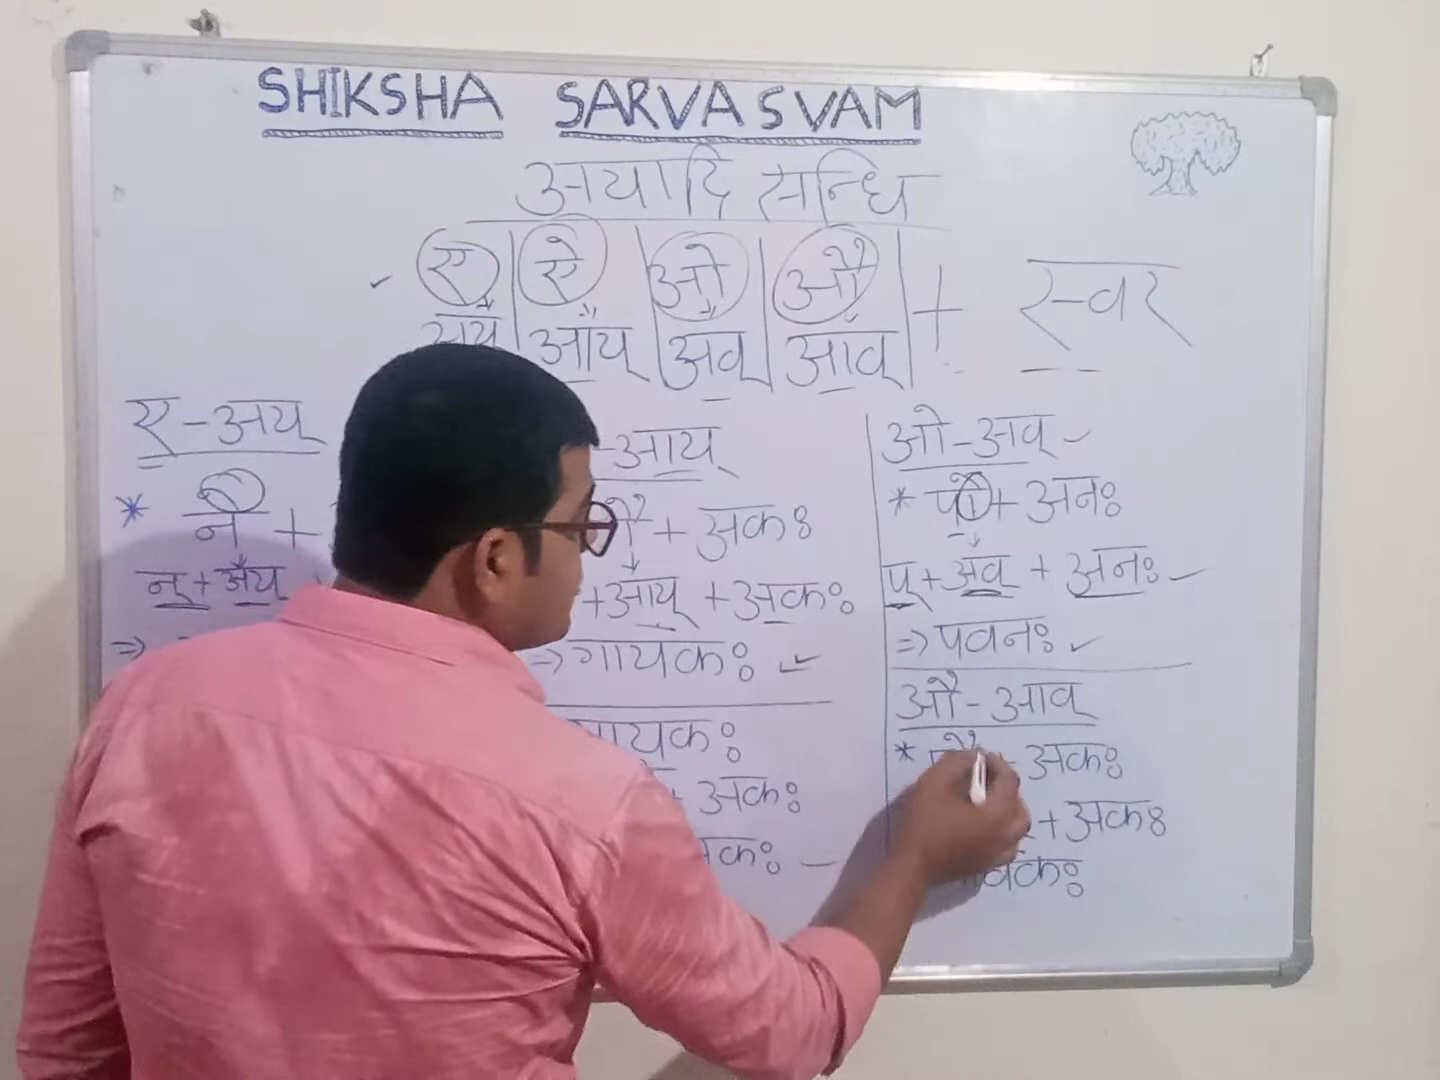 SHIKSHA SARVASVAM
अयादि सन्धि
ए | ऐ | ओ | औ + स्वर
अय् | आय् | अव् | आव्
ए - अय्
* ने +
न् + अय्
⇒
- आय्
+ अकः
+ आय् + अकः
⇒ गायकः
ायकः
+ अकः
अकः
ओ - अव्
* पो + अनः
प् + अव् + अनः
⇒ पवनः
औ - आव्
* पौ + अकः
+ अकः
ावकः